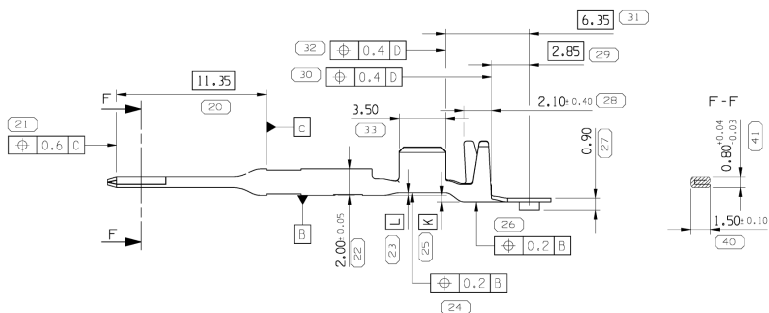 6.35 31
32 ⌖ 0.4 D
2.85 29
30 ⌖ 0.4 D
11.35
20
F
3.50
33
2.10±0.40 28
F-F
21
⌖ 0.6 C
C
0.90
27
0.80 +0.04 -0.03
41
F
B
2.00±0.05
22
L
23
K
25
26
⌖ 0.2 B
1.50±0.10
40
⌖ 0.2 B
24